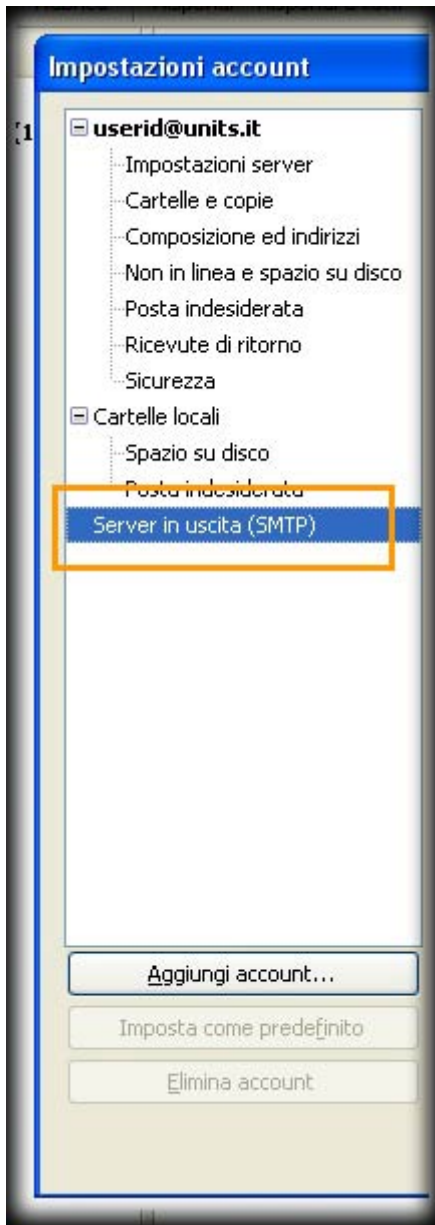 Impostazioni account
userid@units.it
Impostazioni server
Cartelle e copie
Composizione ed indirizzi
Non in linea e spazio su disco
Posta indesiderata
Ricevute di ritorno
Sicurezza
Cartelle locali
Spazio su disco
Posta indesiderata
Server in uscita (SMTP)
Aggiungi account...
Imposta come predefinito
Elimina account